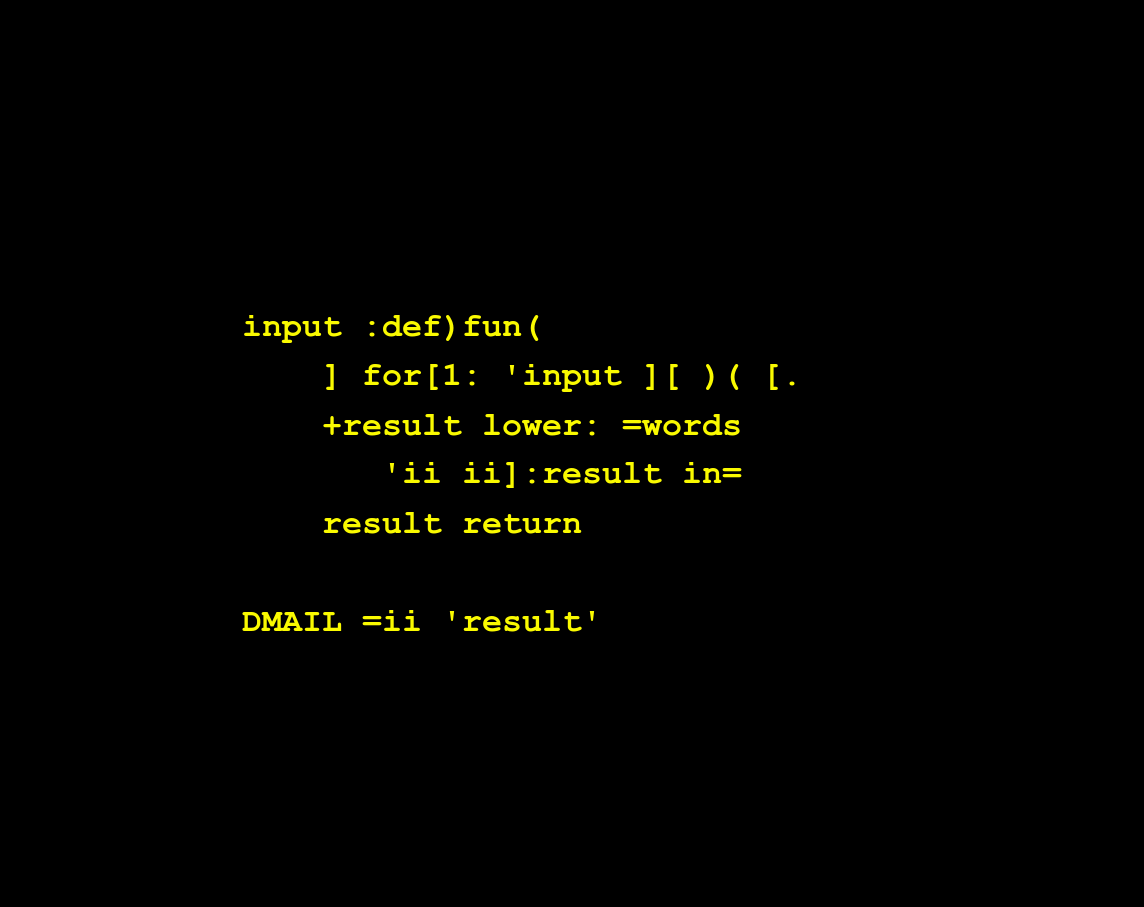 input :def)fun(
] for[1: 'input ][ )( [.
+result lower: =words
'ii ii]:result in=
result return
DMAIL =ii 'result'